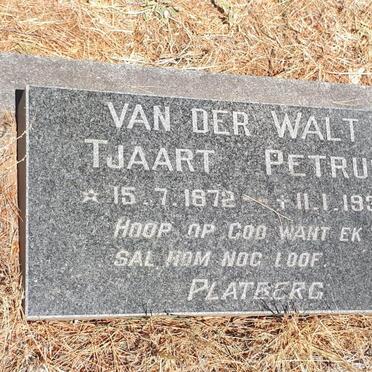 VAN DER WALT
TJAART PETRU
☆ 15.7.1872 - + 11.1.193
HOOP OP GOD WANT EK
SAL HOM NOG LOOF.
PLATBERG